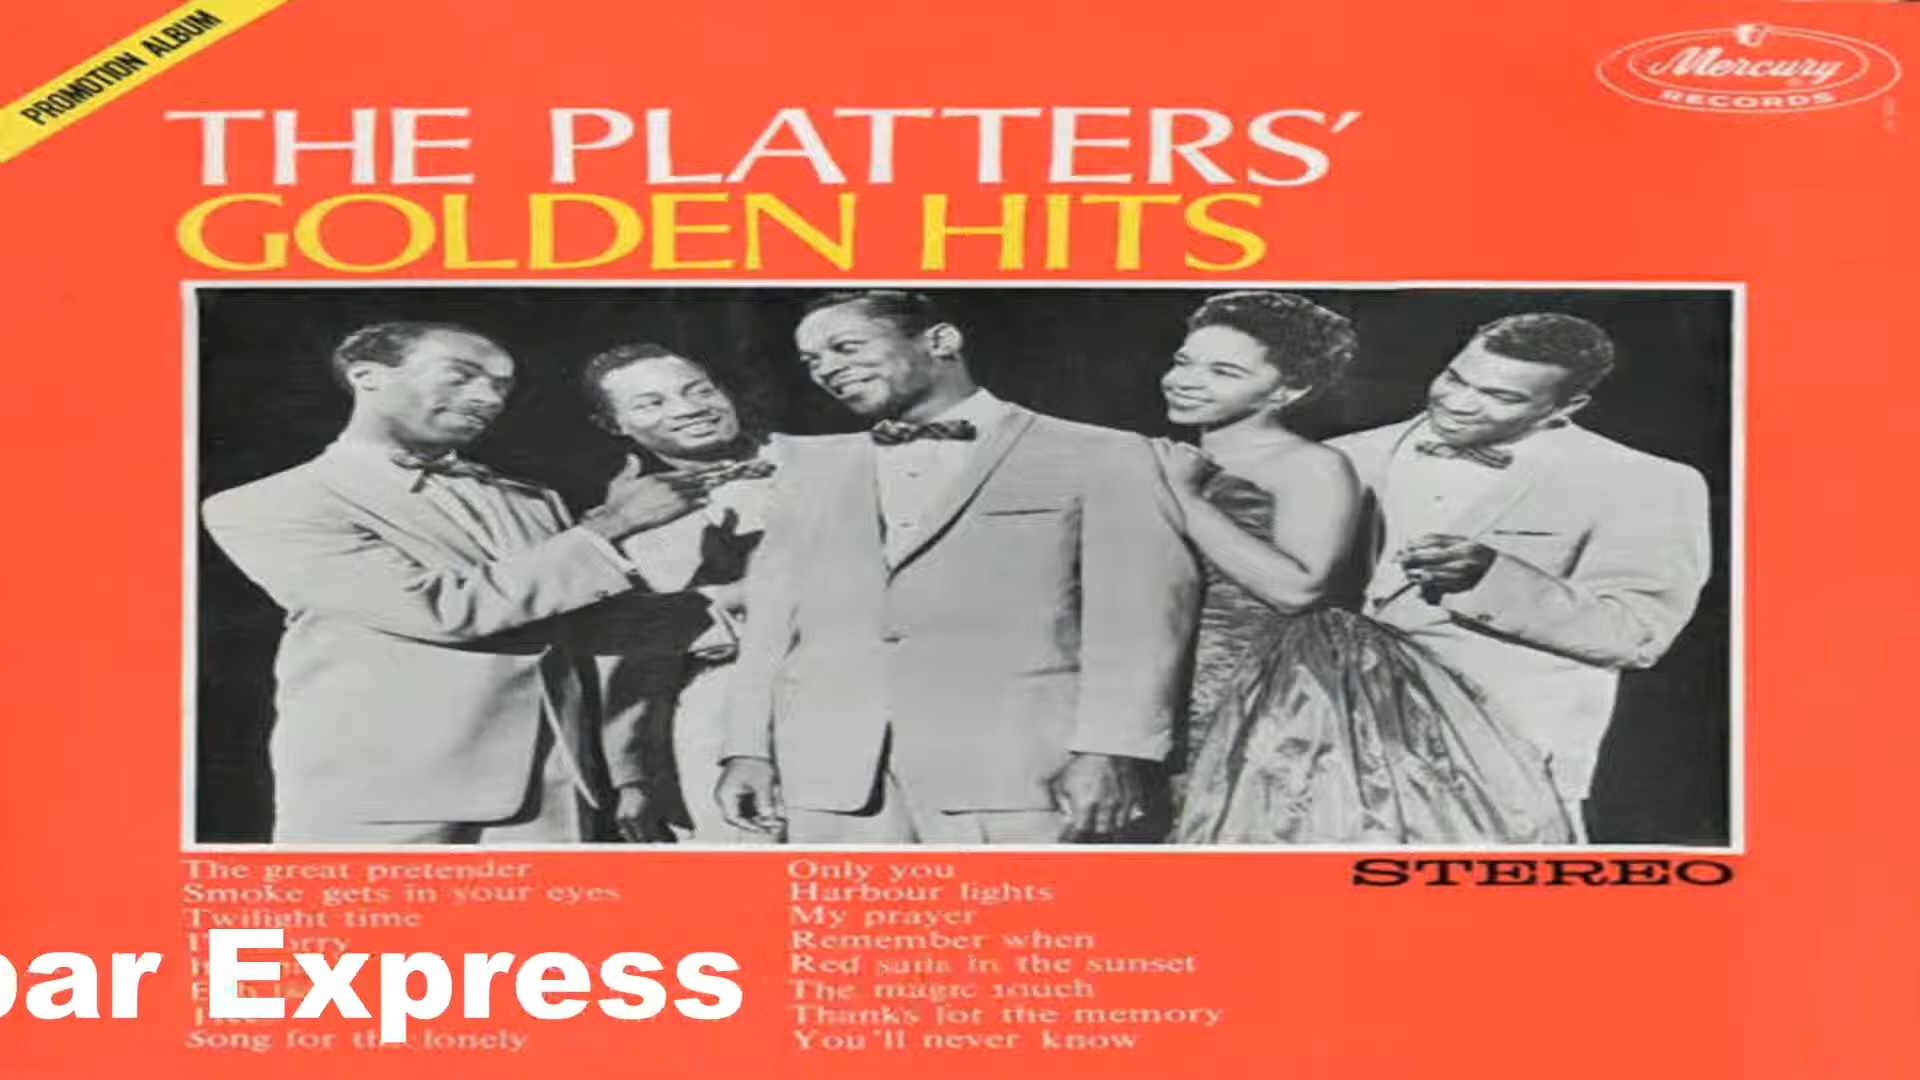 PROMOTION ALBUM
Mercury
RECORDS
THE PLATTERS'
GOLDEN HITS
The great pretender
Smoke gets in your eyes
Twilight time
Song for the lonely
Only you
Harbour lights
My prayer
Remember when
Red sails in the sunset
The magic touch
Thanks for the memory
You'll never know
STEREO
Express